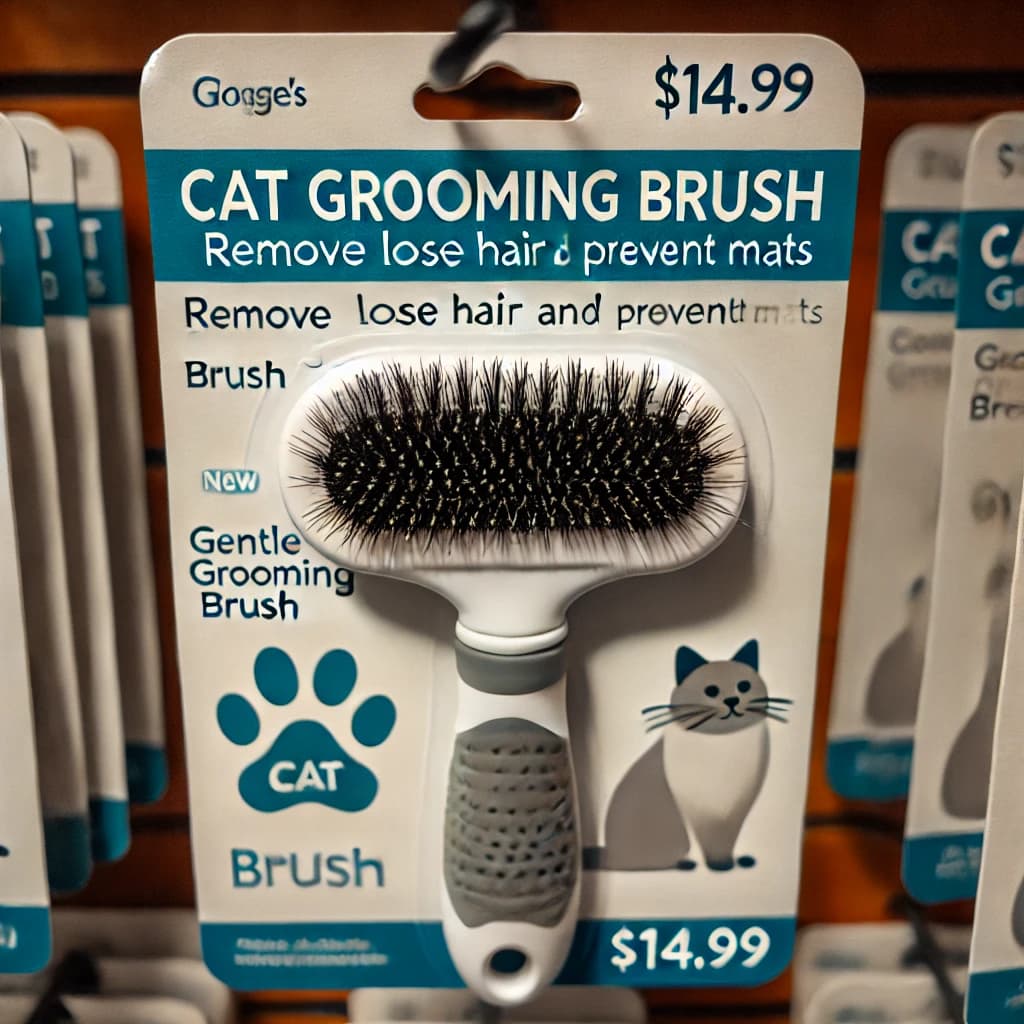 $14.99
CAT GROOMING BRUSH
Remove lose hair prevent mats
Remove lose hair and prevent
Brush
New
Gentle
Grooming
Brush
CAT
Brush
$14.99